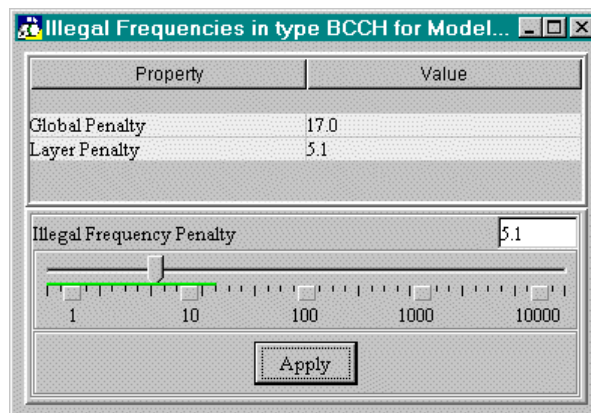 Illegal Frequencies in type BCCH for Model...
Property Value
Global Penalty 17.0
Layer Penalty 5.1
Illegal Frequency Penalty 5.1
1 10 100 1000 10000
Apply